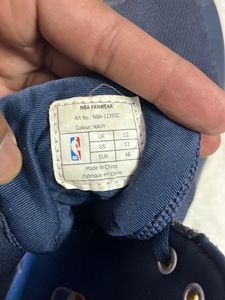 NBA FANWEAR
Art No.: NBA-1235SC
Colour: NAVY
UK 12
US 13
EUR 46
Made in China
Fabriqué en Chine